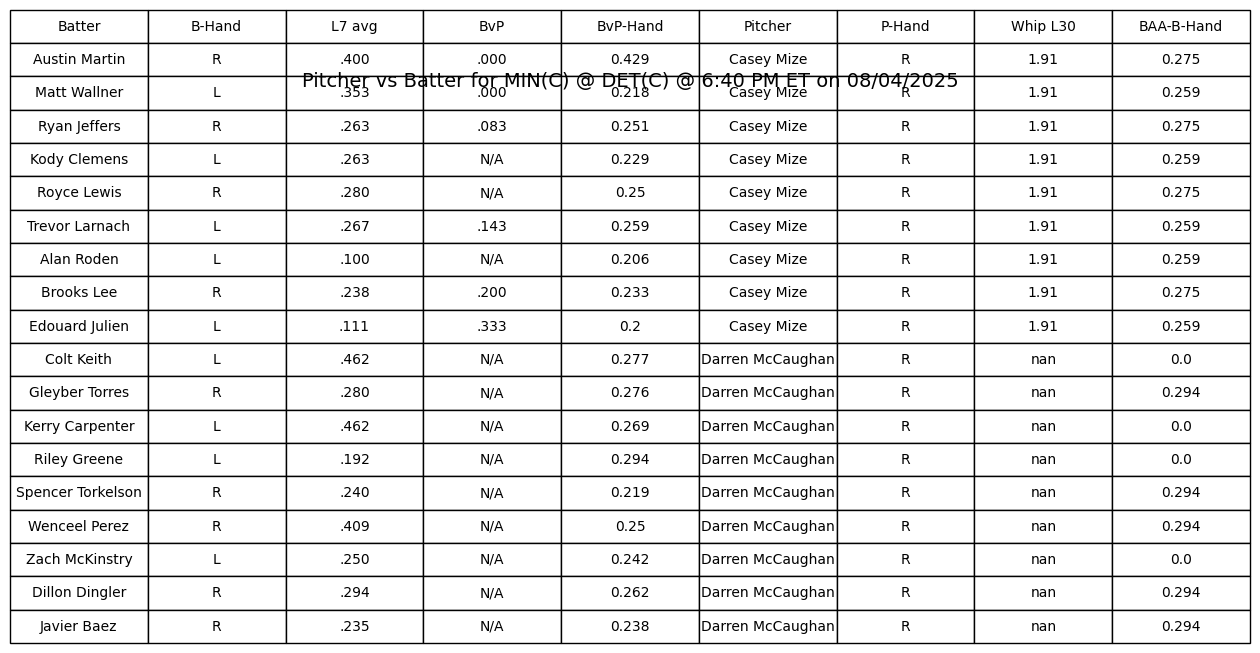 Batter B-Hand L7 avg BvP BvP-Hand Pitcher P-Hand Whip L30 BAA-B-Hand
Austin Martin R .400 .000 0.429 Casey Mize R 1.91 0.275
Pitcher vs Batter for MIN(C) @ DET(C) @ 6:40 PM ET on 08/04/2025
Matt Wallner L .353 .000 0.218 Casey Mize R 1.91 0.259
Ryan Jeffers R .263 .083 0.251 Casey Mize R 1.91 0.275
Kody Clemens L .263 N/A 0.229 Casey Mize R 1.91 0.259
Royce Lewis R .280 N/A 0.25 Casey Mize R 1.91 0.275
Trevor Larnach L .267 .143 0.259 Casey Mize R 1.91 0.259
Alan Roden L .100 N/A 0.206 Casey Mize R 1.91 0.259
Brooks Lee R .238 .200 0.233 Casey Mize R 1.91 0.275
Edouard Julien L .111 .333 0.2 Casey Mize R 1.91 0.259
Colt Keith L .462 N/A 0.277 Darren McCaughan R nan 0.0
Gleyber Torres R .280 N/A 0.276 Darren McCaughan R nan 0.294
Kerry Carpenter L .462 N/A 0.269 Darren McCaughan R nan 0.0
Riley Greene L .192 N/A 0.294 Darren McCaughan R nan 0.0
Spencer Torkelson R .240 N/A 0.219 Darren McCaughan R nan 0.294
Wenceel Perez R .409 N/A 0.25 Darren McCaughan R nan 0.294
Zach McKinstry L .250 N/A 0.242 Darren McCaughan R nan 0.0
Dillon Dingler R .294 N/A 0.262 Darren McCaughan R nan 0.294
Javier Baez R .235 N/A 0.238 Darren McCaughan R nan 0.294